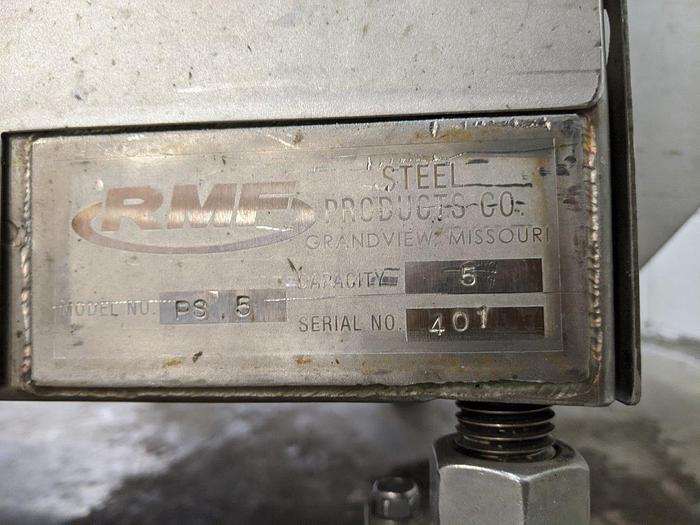 RMF
STEEL
PRODUCTS CO.
GRANDVIEW, MISSOURI
CAPACITY 5
MODEL NO. PS 5
SERIAL NO. 401